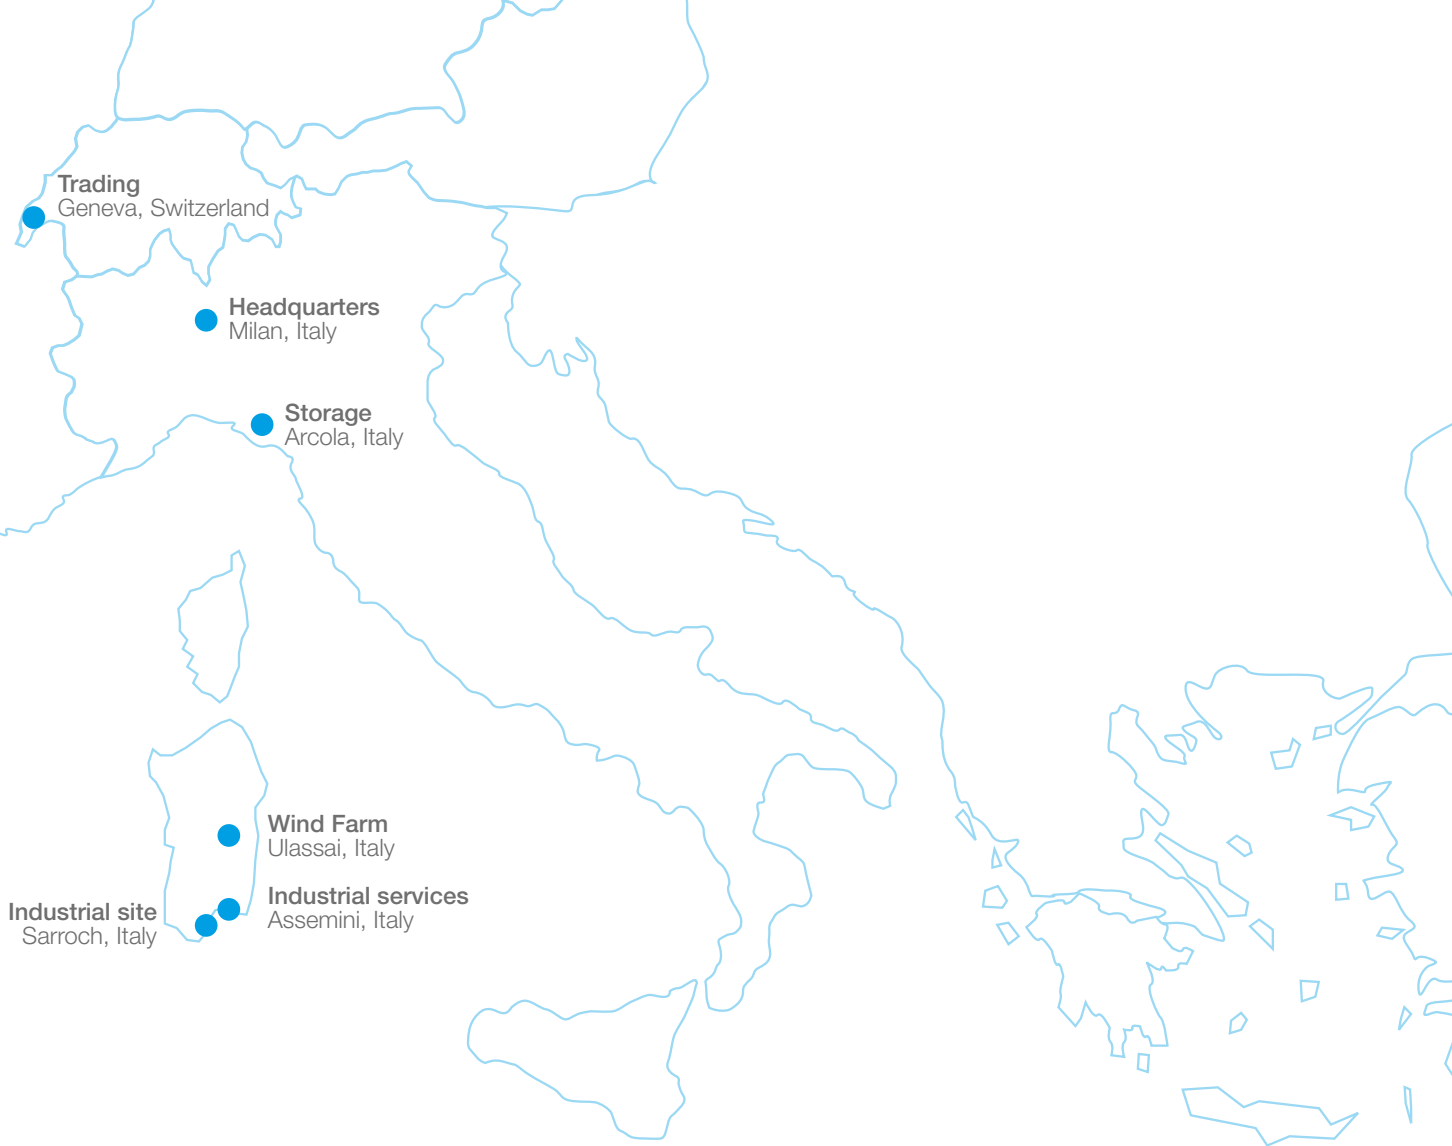 Trading
Geneva, Switzerland
Headquarters
Milan, Italy
Storage
Arcola, Italy
Wind Farm
Ulassai, Italy
Industrial services
Assemini, Italy
Industrial site
Sarroch, Italy